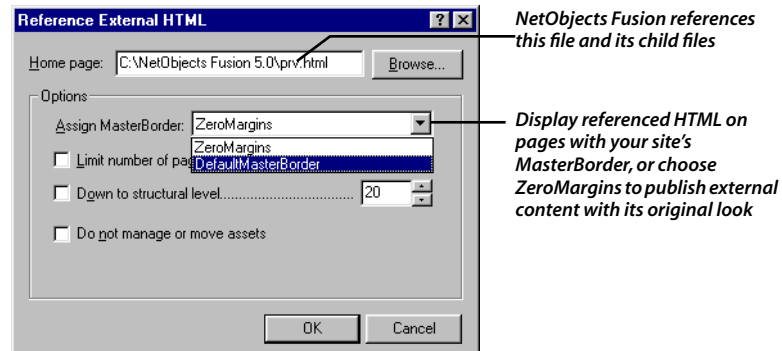 Reference External HTML
Home page: C:\NetObjects Fusion 5.0\prv.html Browse...
Options
Assign MasterBorder: ZeroMargins
ZeroMargins
DefaultMasterBorder
Limit number of pa
Down to structural level................................. 20
Do not manage or move assets
OK Cancel
NetObjects Fusion references
this file and its child files
Display referenced HTML on
pages with your site's
MasterBorder, or choose
ZeroMargins to publish external
content with its original look